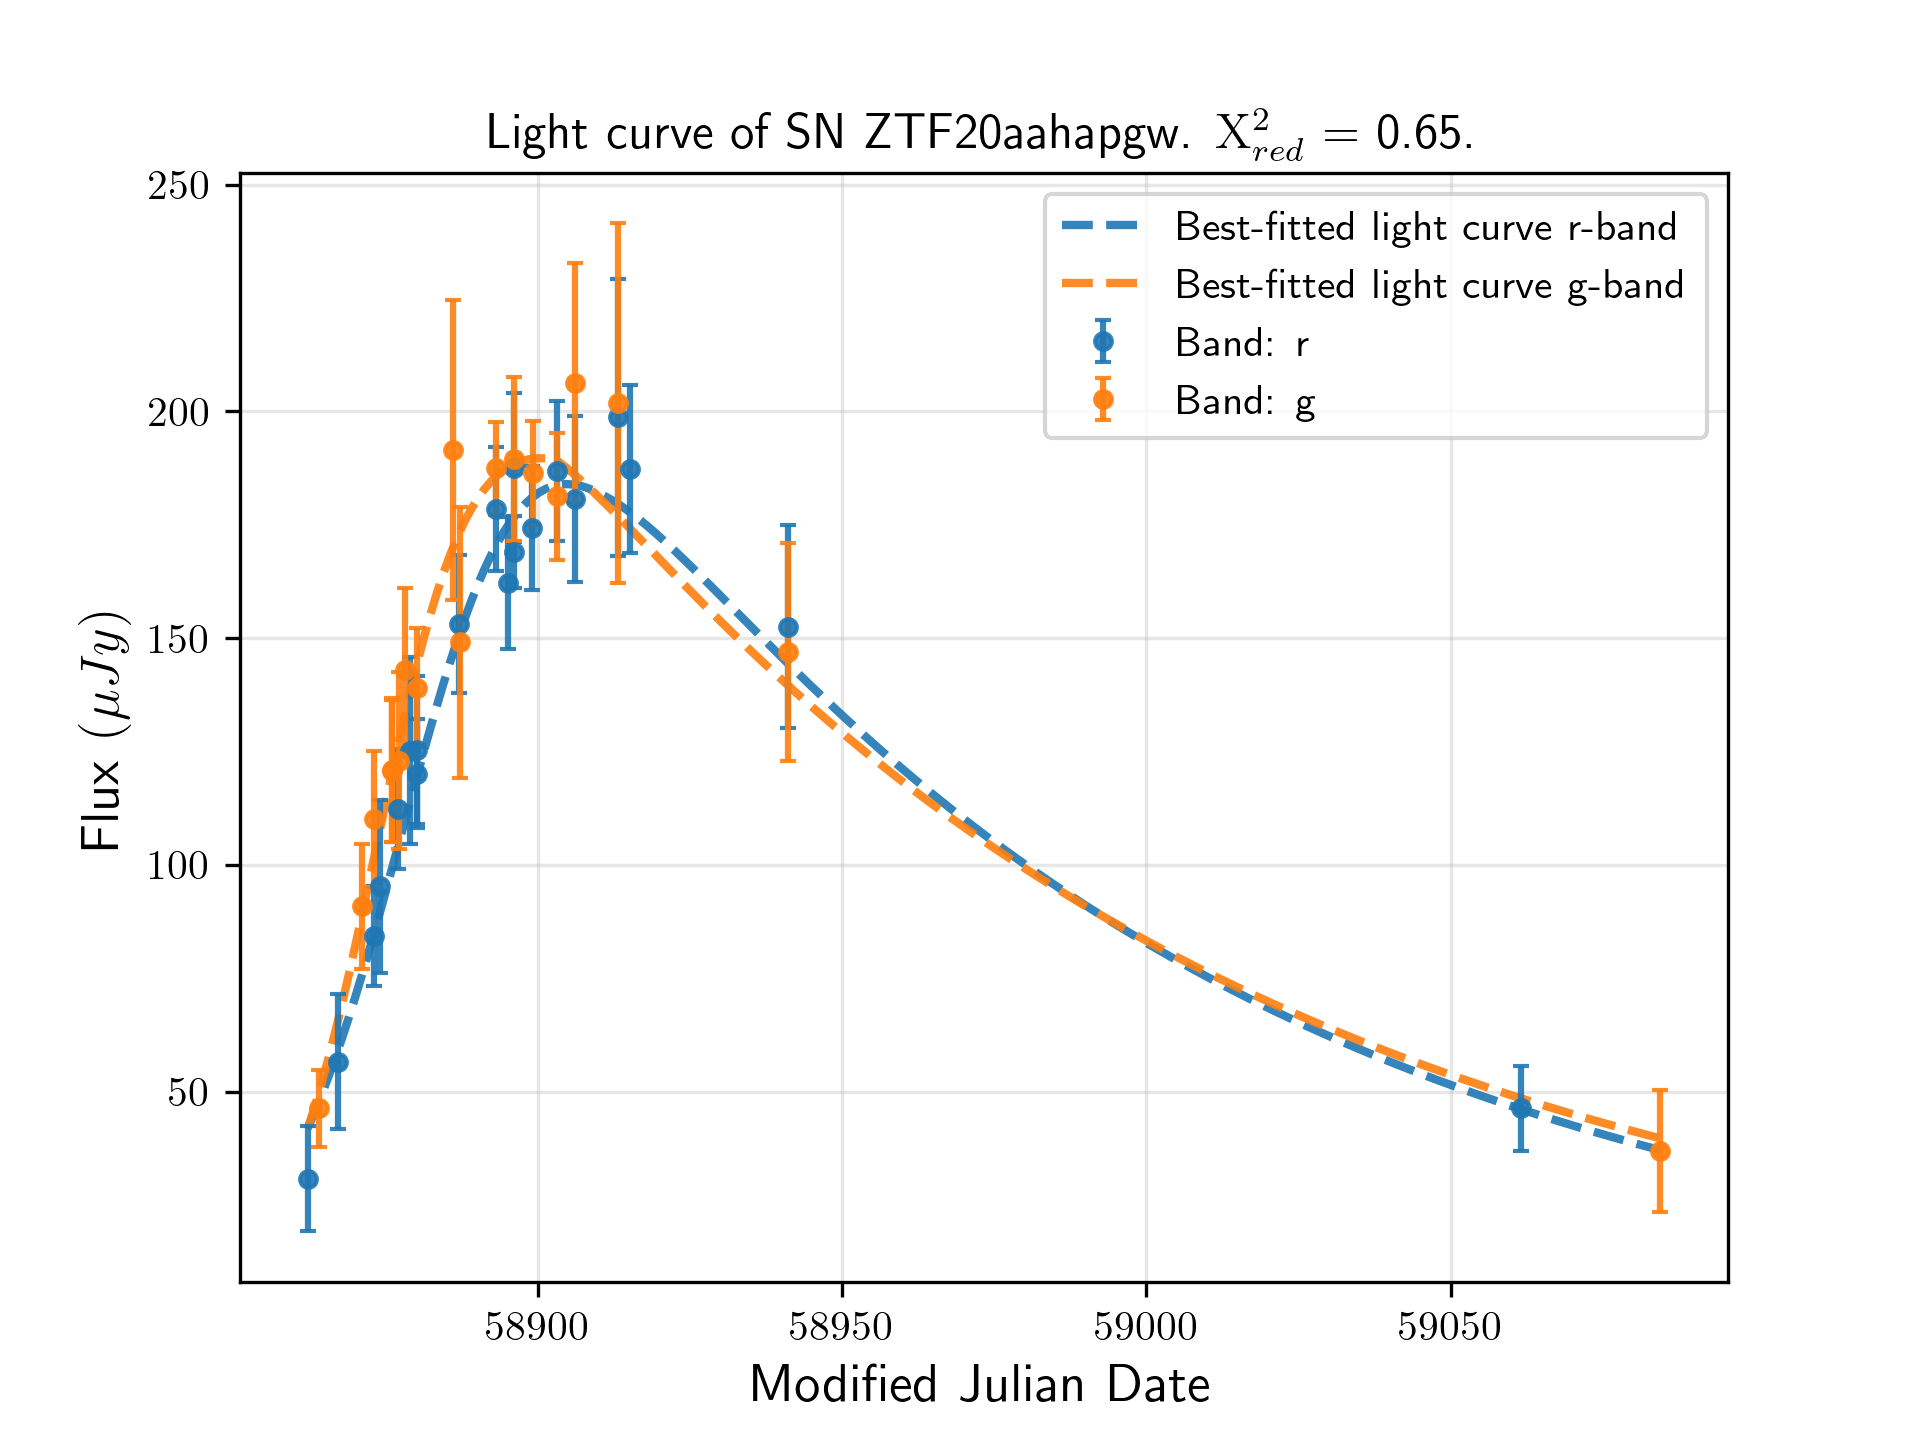 Light curve of SN ZTF20aahapgw. X²_red = 0.65.
250
200
150
100
50
Flux (μJy)
Best-fitted light curve r-band
Best-fitted light curve g-band
Band: r
Band: g
58900 58950 59000 59050
Modified Julian Date